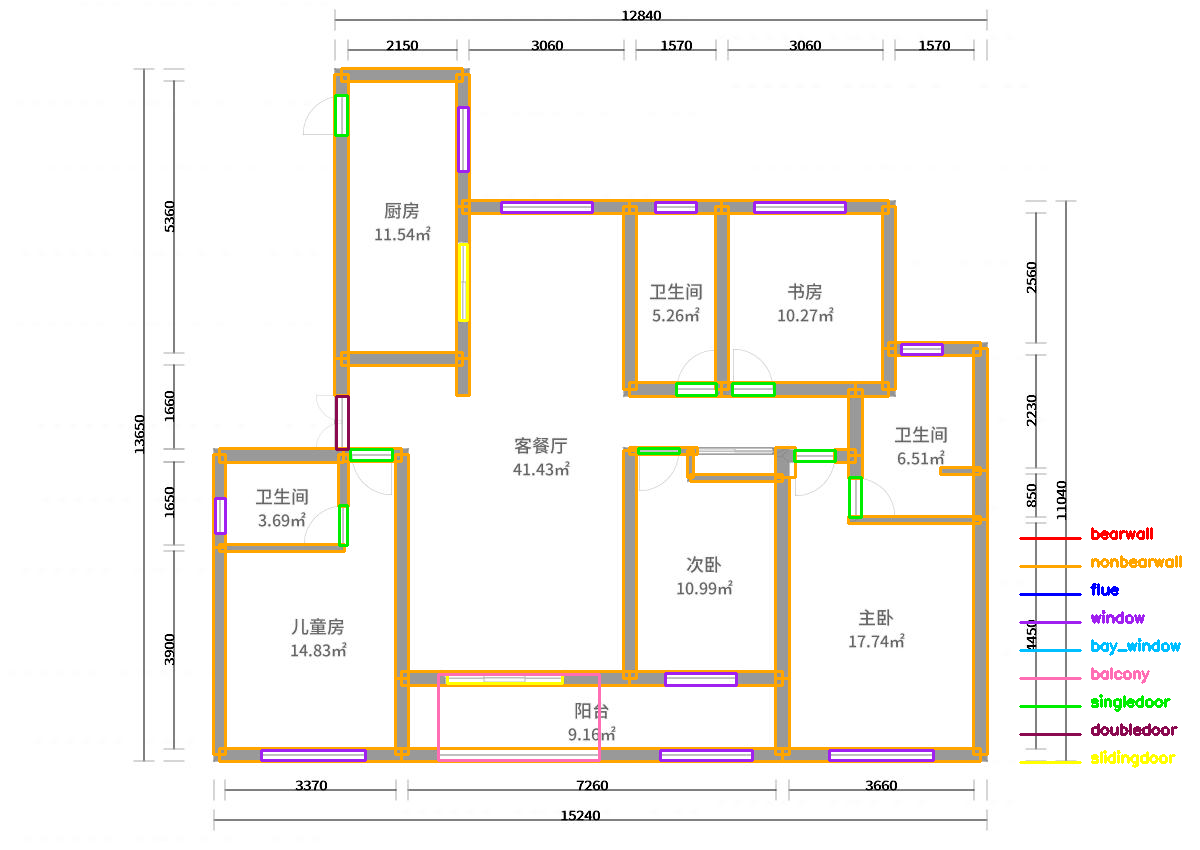 12840
2150
3060
1570
3060
1570
13650
5360
1660
1650
3900
2560
2230
850
4450
11040
厨房
11.54㎡
卫生间
5.26㎡
书房
10.27㎡
客餐厅
41.43㎡
卫生间
6.51㎡
卫生间
3.69㎡
次卧
10.99㎡
儿童房
14.83㎡
主卧
17.74㎡
阳台
9.16㎡
bearwall
nonbearwall
flue
window
bay_window
balcony
singledoor
doubledoor
slidingdoor
3370
7260
3660
15240